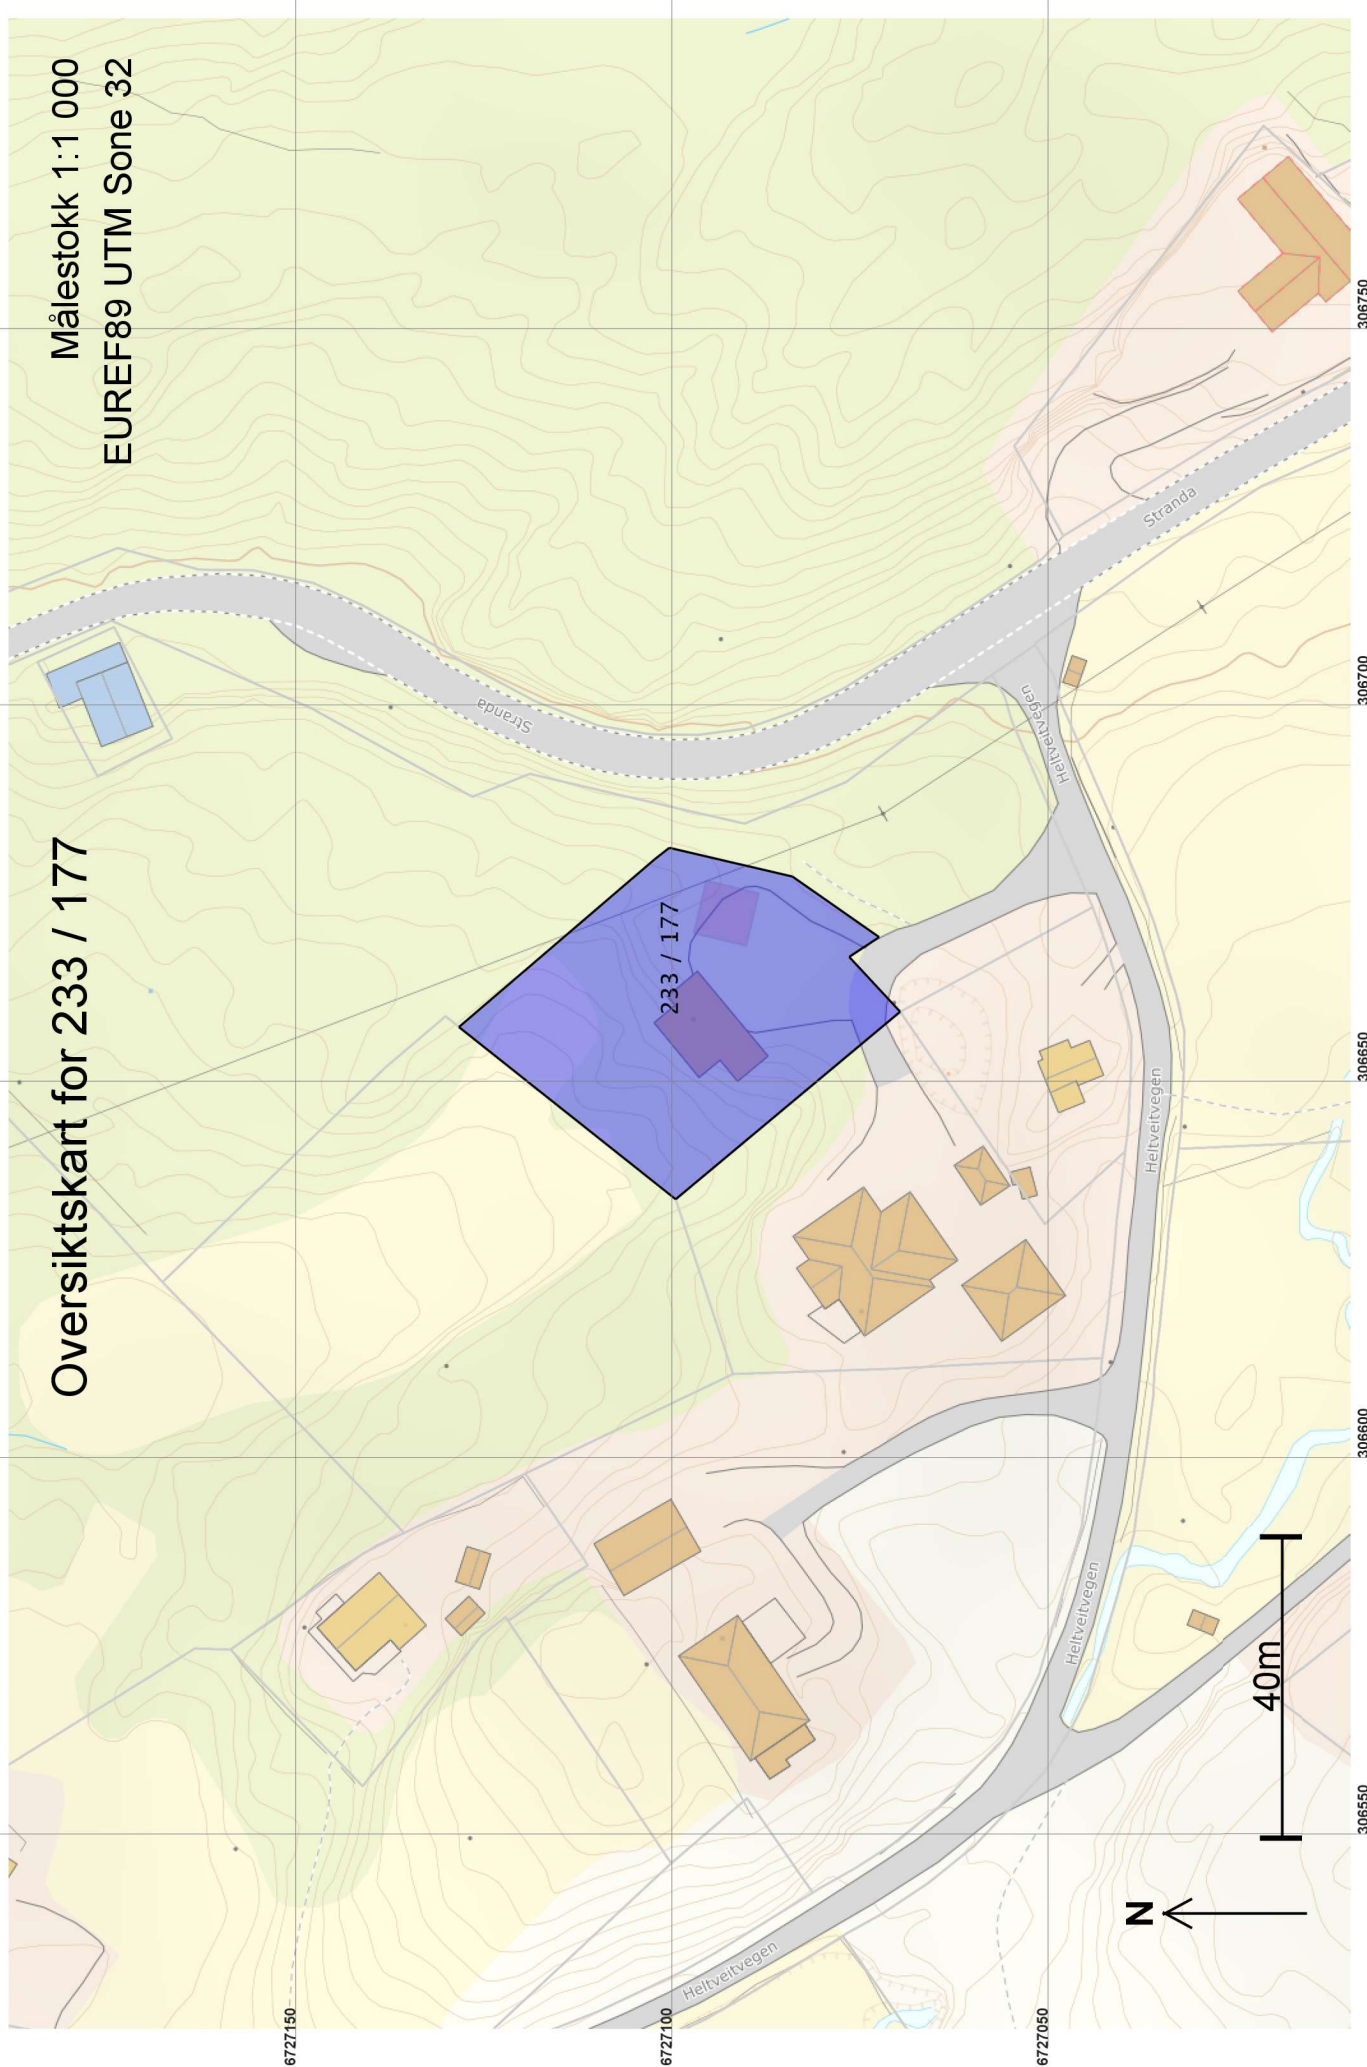 Oversiktskart for 233 / 177
Målestokk 1:1 000
EUREF89 UTM Sone 32
6727150
Stranda
233 / 177
6727100
Heltveitvegen
Stranda
Heltveitvegen
Heltveitvegen
Heltveitvegen
6727050
N
40m
306550
306600
306650
306700
306750